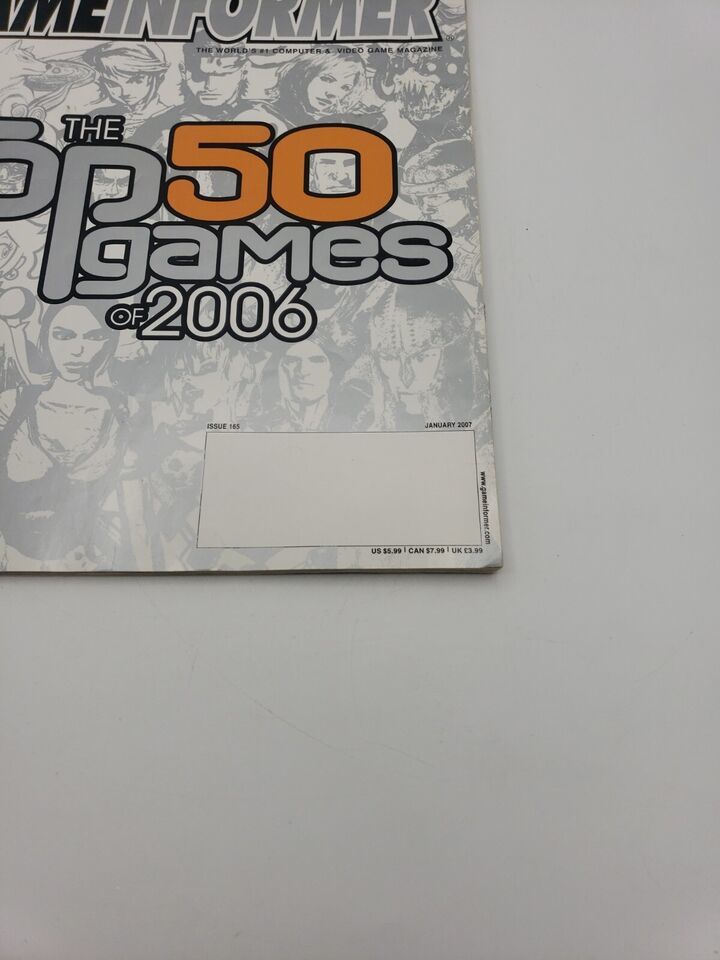 AMEINFORMER
THE WORLD'S #1 COMPUTER & VIDEO GAME MAGAZINE
THE
op50
games
OF 2006
ISSUE 165 JANUARY 2007
www.gameinformer.com
US $5.99 | CAN $7.99 | UK £3.99